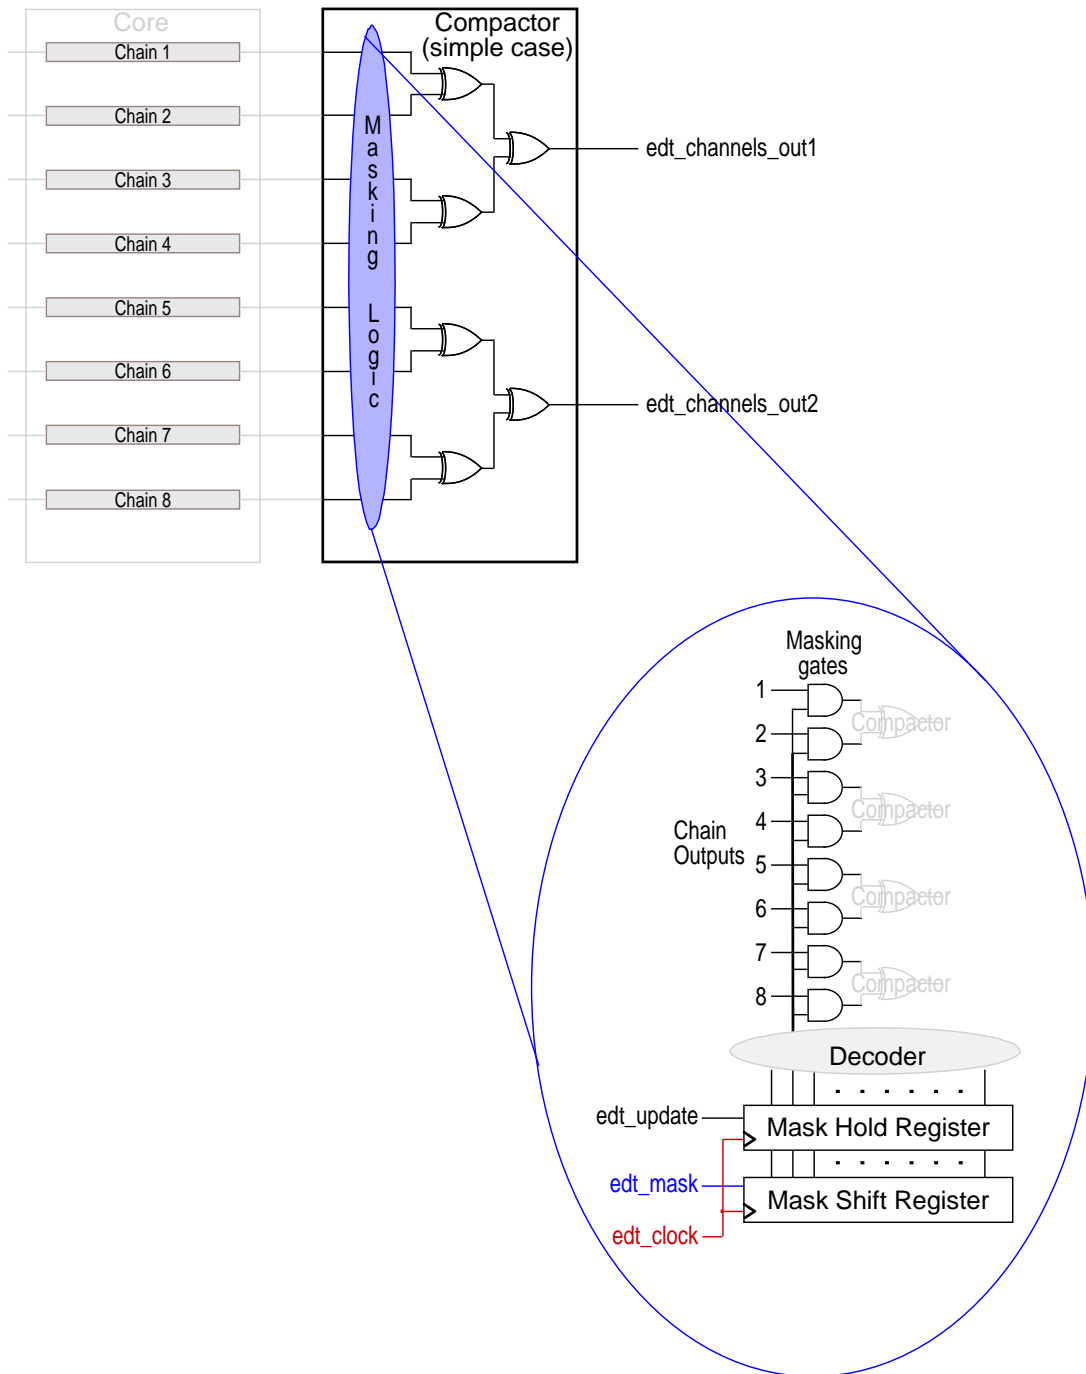 Core
Compactor
(simple case)
Chain 1
Chain 2
Chain 3
Chain 4
Chain 5
Chain 6
Chain 7
Chain 8
Masking Logic
edt_channels_out1
edt_channels_out2
Masking
gates
1
2
3
4
5
6
7
8
Compactor
Compactor
Compactor
Compactor
Chain
Outputs
Decoder
edt_update
Mask Hold Register
edt_mask
Mask Shift Register
edt_clock